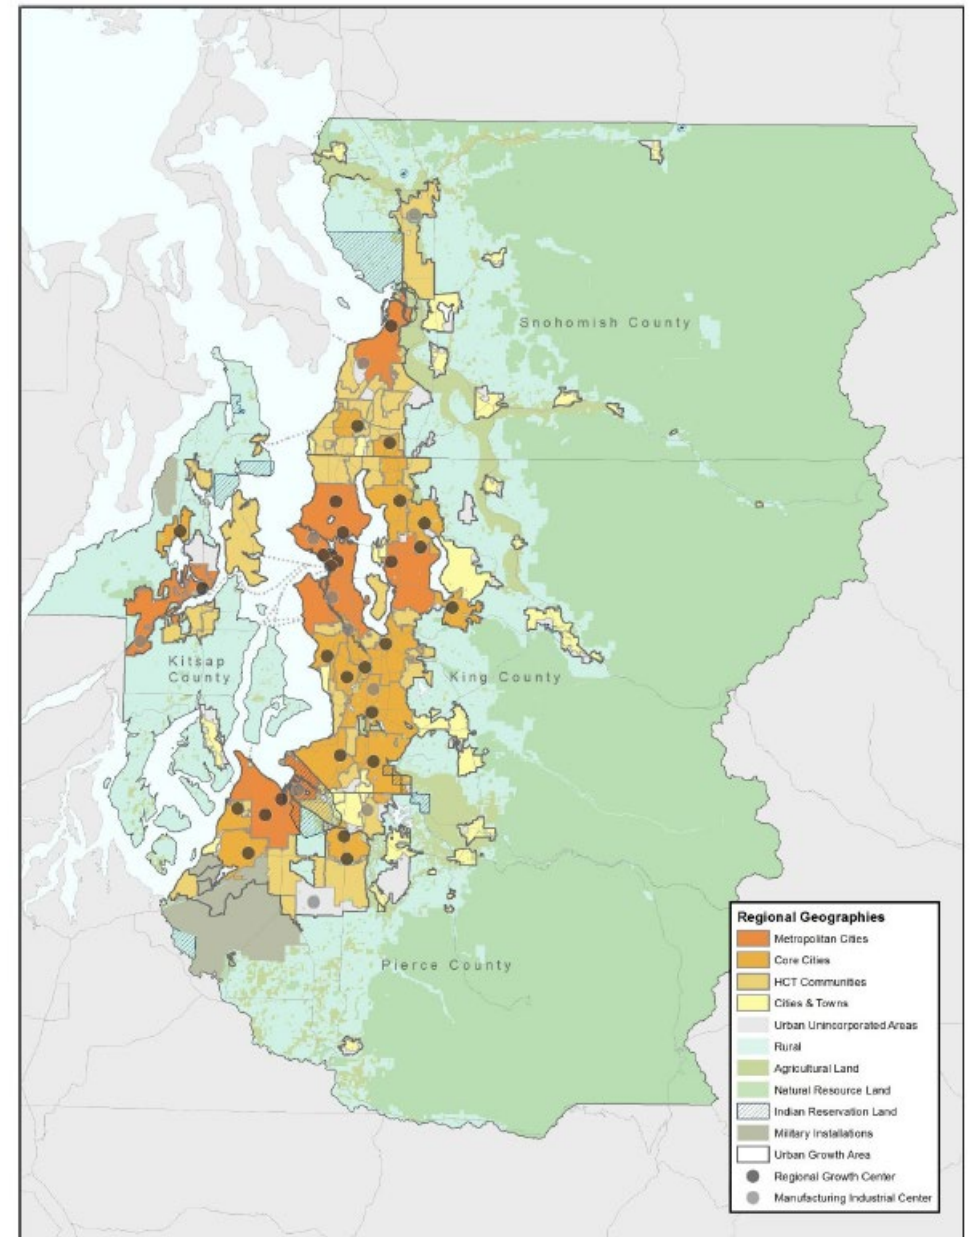 Snohomish County
Kitsap
County
King County
Pierce County
Regional Geographies
Metropolitan Cities
Core Cities
HCT Communities
Cities & Towns
Urban Unincorporated Areas
Rural
Agricultural Land
Natural Resource Land
Indian Reservation Land
Military Installations
Urban Growth Area
Regional Growth Center
Manufacturing Industrial Center